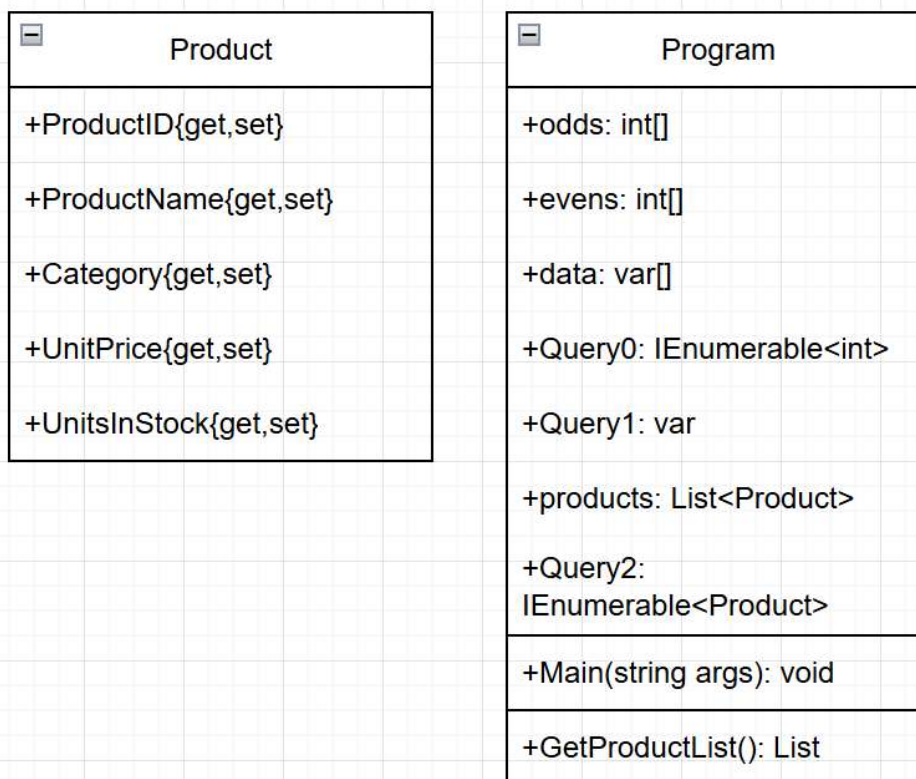 Product
+ProductID{get,set}
+ProductName{get,set}
+Category{get,set}
+UnitPrice{get,set}
+UnitsInStock{get,set}
Program
+odds: int[]
+evens: int[]
+data: var[]
+Query0: IEnumerable<int>
+Query1: var
+products: List<Product>
+Query2:
IEnumerable<Product>
+Main(string args): void
+GetProductList(): List